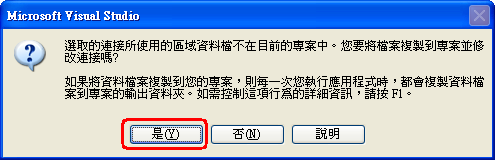 Microsoft Visual Studio
選取的連接所使用的區域資料檔不在目前的專案中。您要將檔案複製到專案並修
改連接嗎?
如果將資料檔案複製到您的專案，則每一次您執行應用程式時，都會複製資料檔
案到專案的輸出資料夾。如需控制這項行為的詳細資訊，請按 F1。
是(Y)
否(N)
說明